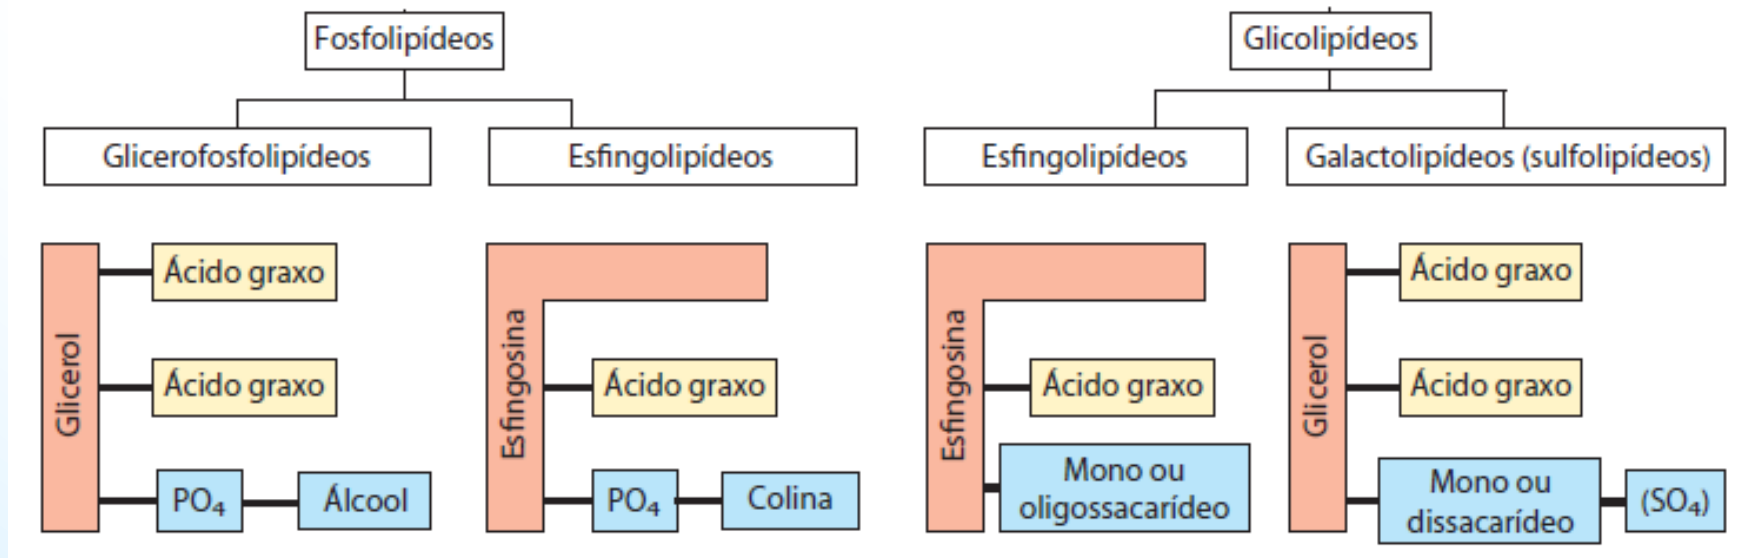 Fosfolipídeos
Glicolipídeos
Glicerofosfolipídeos
Esfingolipídeos
Esfingolipídeos
Galactolipídeos (sulfolipídeos)
Glicerol
Ácido graxo
Ácido graxo
PO₄
Álcool
Esfingosina
Ácido graxo
PO₄
Colina
Esfingosina
Ácido graxo
Mono ou
oligossacarídeo
Glicerol
Ácido graxo
Ácido graxo
Mono ou
dissacarídeo
(SO₄)